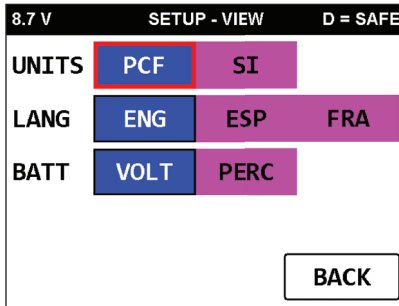 8.7 V SETUP - VIEW D = SAFE
UNITS PCF SI
LANG ENG ESP FRA
BATT VOLT PERC
BACK